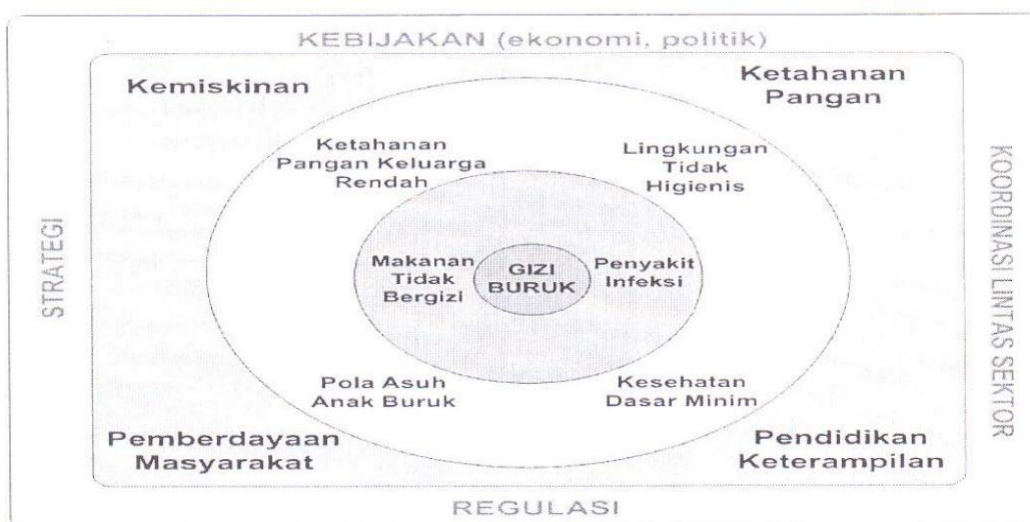 KEBIJAKAN (ekonomi, politik)
Kemiskinan
Ketahanan
Pangan
Ketahanan
Pangan Keluarga
Rendah
Lingkungan
Tidak
Higienis
STRATEGI
Makanan
Tidak
Bergizi
GIZI
BURUK
Penyakit
Infeksi
KOORDINASI LINTAS SEKTOR
Pola Asuh
Anak Buruk
Kesehatan
Dasar Minim
Pemberdayaan
Masyarakat
Pendidikan
Keterampilan
REGULASI